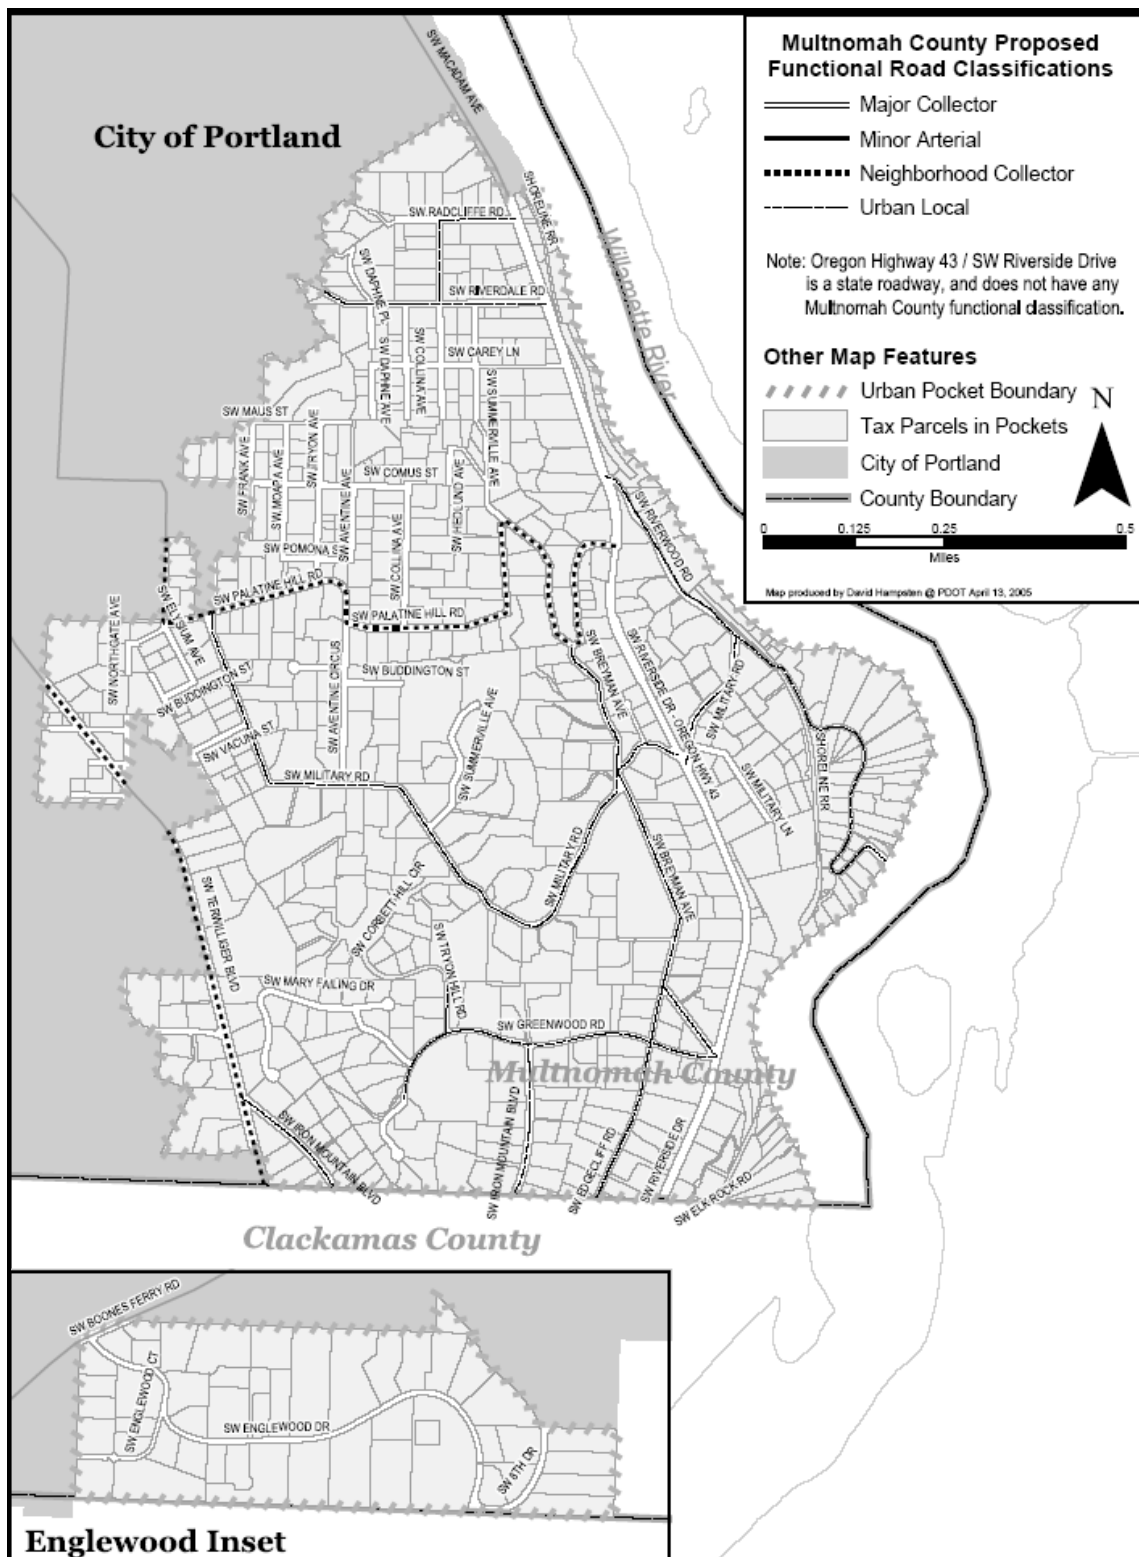 Multnomah County Proposed
Functional Road Classifications
Major Collector
Minor Arterial
Neighborhood Collector
Urban Local
Note: Oregon Highway 43 / SW Riverside Drive
is a state roadway, and does not have any
Multnomah County functional classification.
Other Map Features
Urban Pocket Boundary
N
Tax Parcels in Pockets
City of Portland
County Boundary
0 0.125 0.25 0.5
Miles
Map produced by David Hampsten @ PDOT April 13, 2005
City of Portland
SW MACADAM AVE
SW RADCLIFFE RD
SHORELINE RR
Willamette River
SW DAPHNE PL
SW RIVERDALE RD
SW DAPHNE AVE
SW COLLINA AVE
SW CAREY LN
SW SUMMERVILLE AVE
SW MAUS ST
SW FRANK AVE
SW MOAPA AVE
SW TRYON AVE
SW AVENTINE AVE
SW COMUS ST
SW HEDLUND AVE
SW COLLINA AVE
SW POMONA S
SW RIVERWOOD RD
SW PALATINE HILL RD
SW PALATINE HILL RD
SW ELYSIUM AVE
SW NORTHGATE AVE
SW BUDDINGTON ST
SW BUDDINGTON ST
SW AVENTINE CIRCUS
SW BREYMAN AVE
SW RIVERSIDE DR - OREGON HWY 43
SW MILITARY RD
SW VACUNA ST
SW SUMMERVILLE AVE
SHORELINE RR
SW MILITARY RD
SW MILITARY LN
SW MILITARY RD
SW BREYMAN AVE
SW TERWILLIGER BLVD
SW CORBETT HILL CIR
SW TRYON HILL RD
SW MARY FAILING DR
SW GREENWOOD RD
Multnomah County
SW IRON MOUNTAIN BLVD
SW IRON MOUNTAIN BLVD
SW EDGECLIFF RD
SW RIVERSIDE DR
SW ELK ROCK RD
Clackamas County
SW BOONES FERRY RD
SW ENGLEWOOD CT
SW ENGLEWOOD DR
SW 8TH DR
Englewood Inset